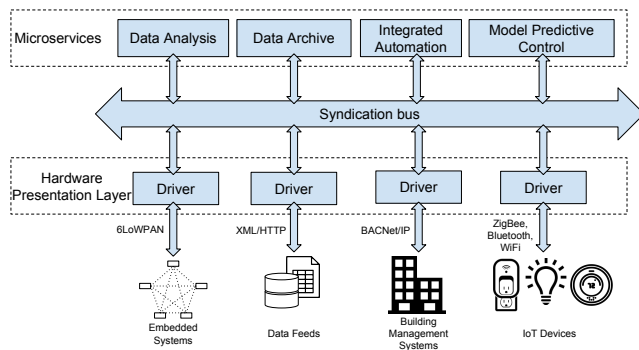 Microservices
Data Analysis
Data Archive
Integrated
Automation
Model Predictive
Control
Syndication bus
Hardware
Presentation Layer
Driver
Driver
Driver
Driver
6LoWPAN
XML/HTTP
BACNet/IP
ZigBee,
Bluetooth,
WiFi
Embedded
Systems
Data Feeds
Building
Management
Systems
IoT Devices